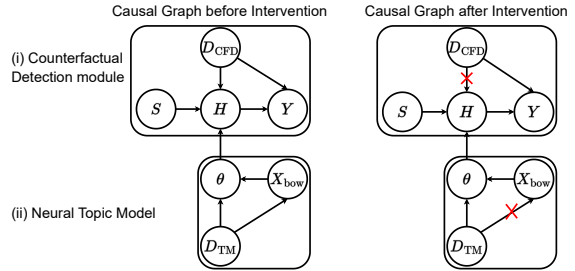 Causal Graph before Intervention
Causal Graph after Intervention
(i) Counterfactual
Detection module
D_CFD
S
H
Y
θ
X_bow
D_TM
D_CFD
S
H
Y
θ
X_bow
D_TM
(ii) Neural Topic Model